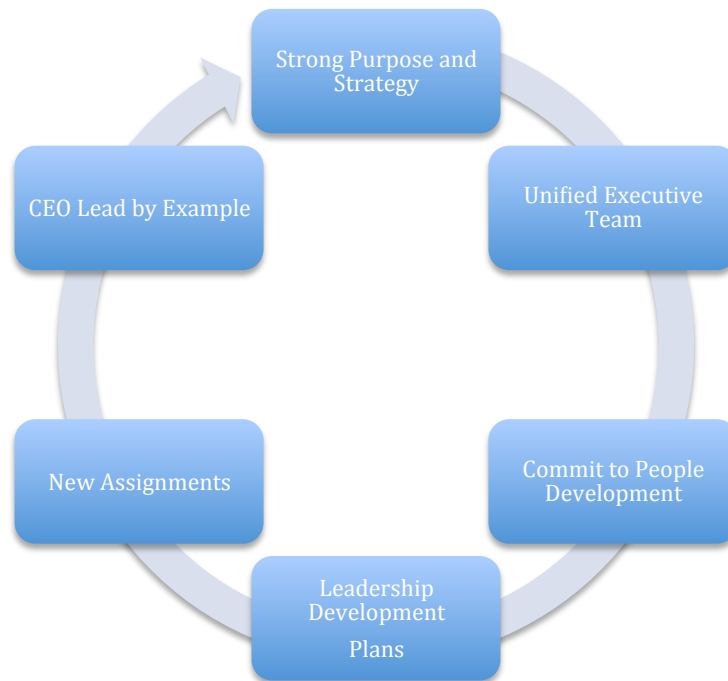 Strong Purpose and
Strategy
Unified Executive
Team
Commit to People
Development
Leadership
Development
Plans
New Assignments
CEO Lead by Example